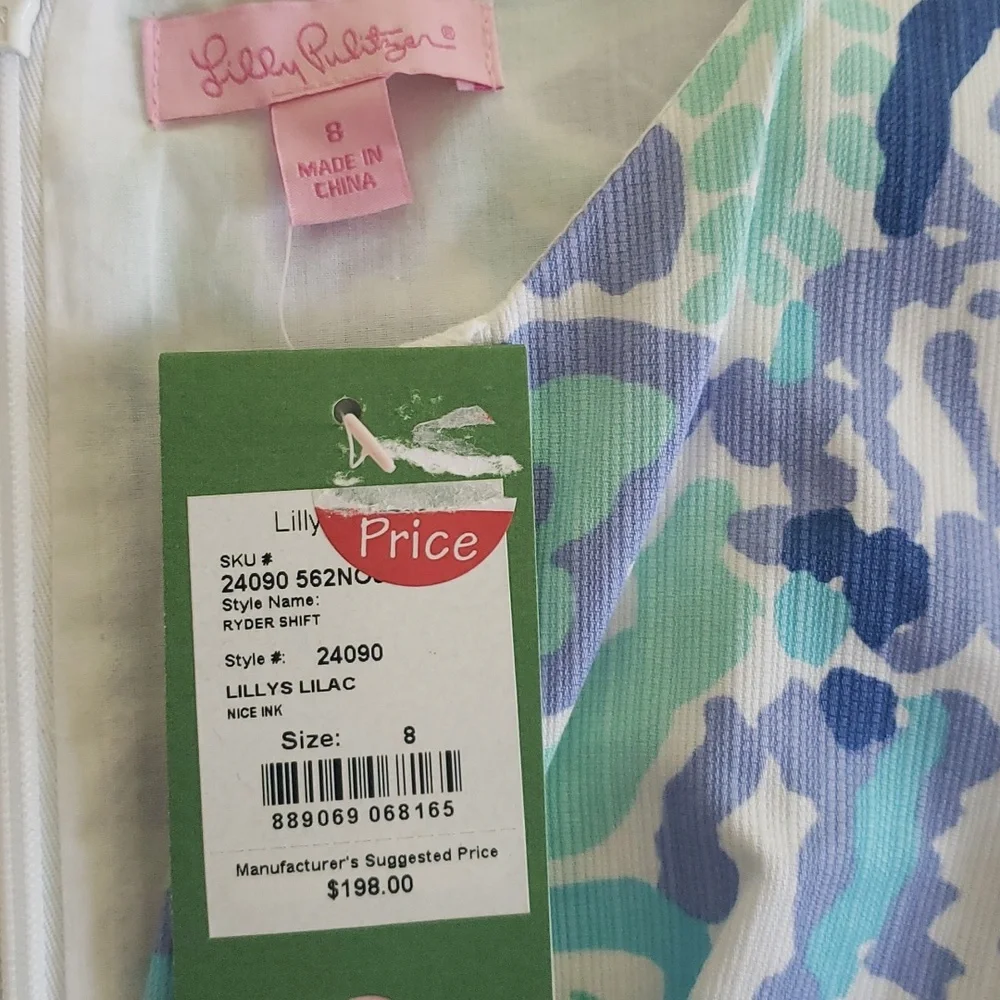 Lilly Pulitzer®
8
MADE IN
CHINA
Lilly
Price
SKU #
24090 562NO
Style Name:
RYDER SHIFT
Style #: 24090
LILLYS LILAC
NICE INK
Size: 8
889069 068165
Manufacturer's Suggested Price
$198.00